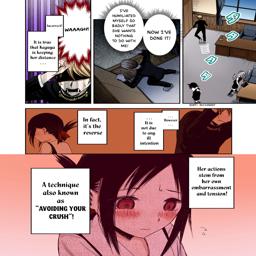 NOW I'VE
DONE IT!
I'VE
HUMILIATED
MYSELF SO
BADLY THAT SHE
WANTS NOTHING
TO DO WITH ME!
WAAAGH!
It is true
that Kaguya
is keeping
her distance
...
However
...
It is
not due to
any ill
intention
In fact,
it's the
reverse
Her actions
stem from
her own
embarrassment
and tension!
A technique
also known
as
"AVOIDING YOUR
CRUSH"!